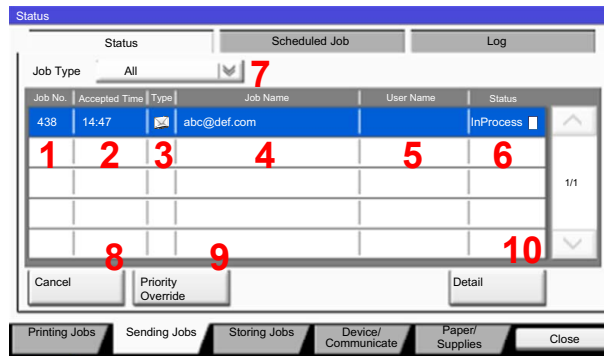 Status
Status Scheduled Job Log
Job Type All 7
Job No. Accepted Time Type Job Name User Name Status
438 14:47 abc@def.com InProcess
1 2 3 4 5 6
1/1
8 9 10
Cancel Priority Override Detail
Printing Jobs Sending Jobs Storing Jobs Device/ Communicate Paper/ Supplies Close